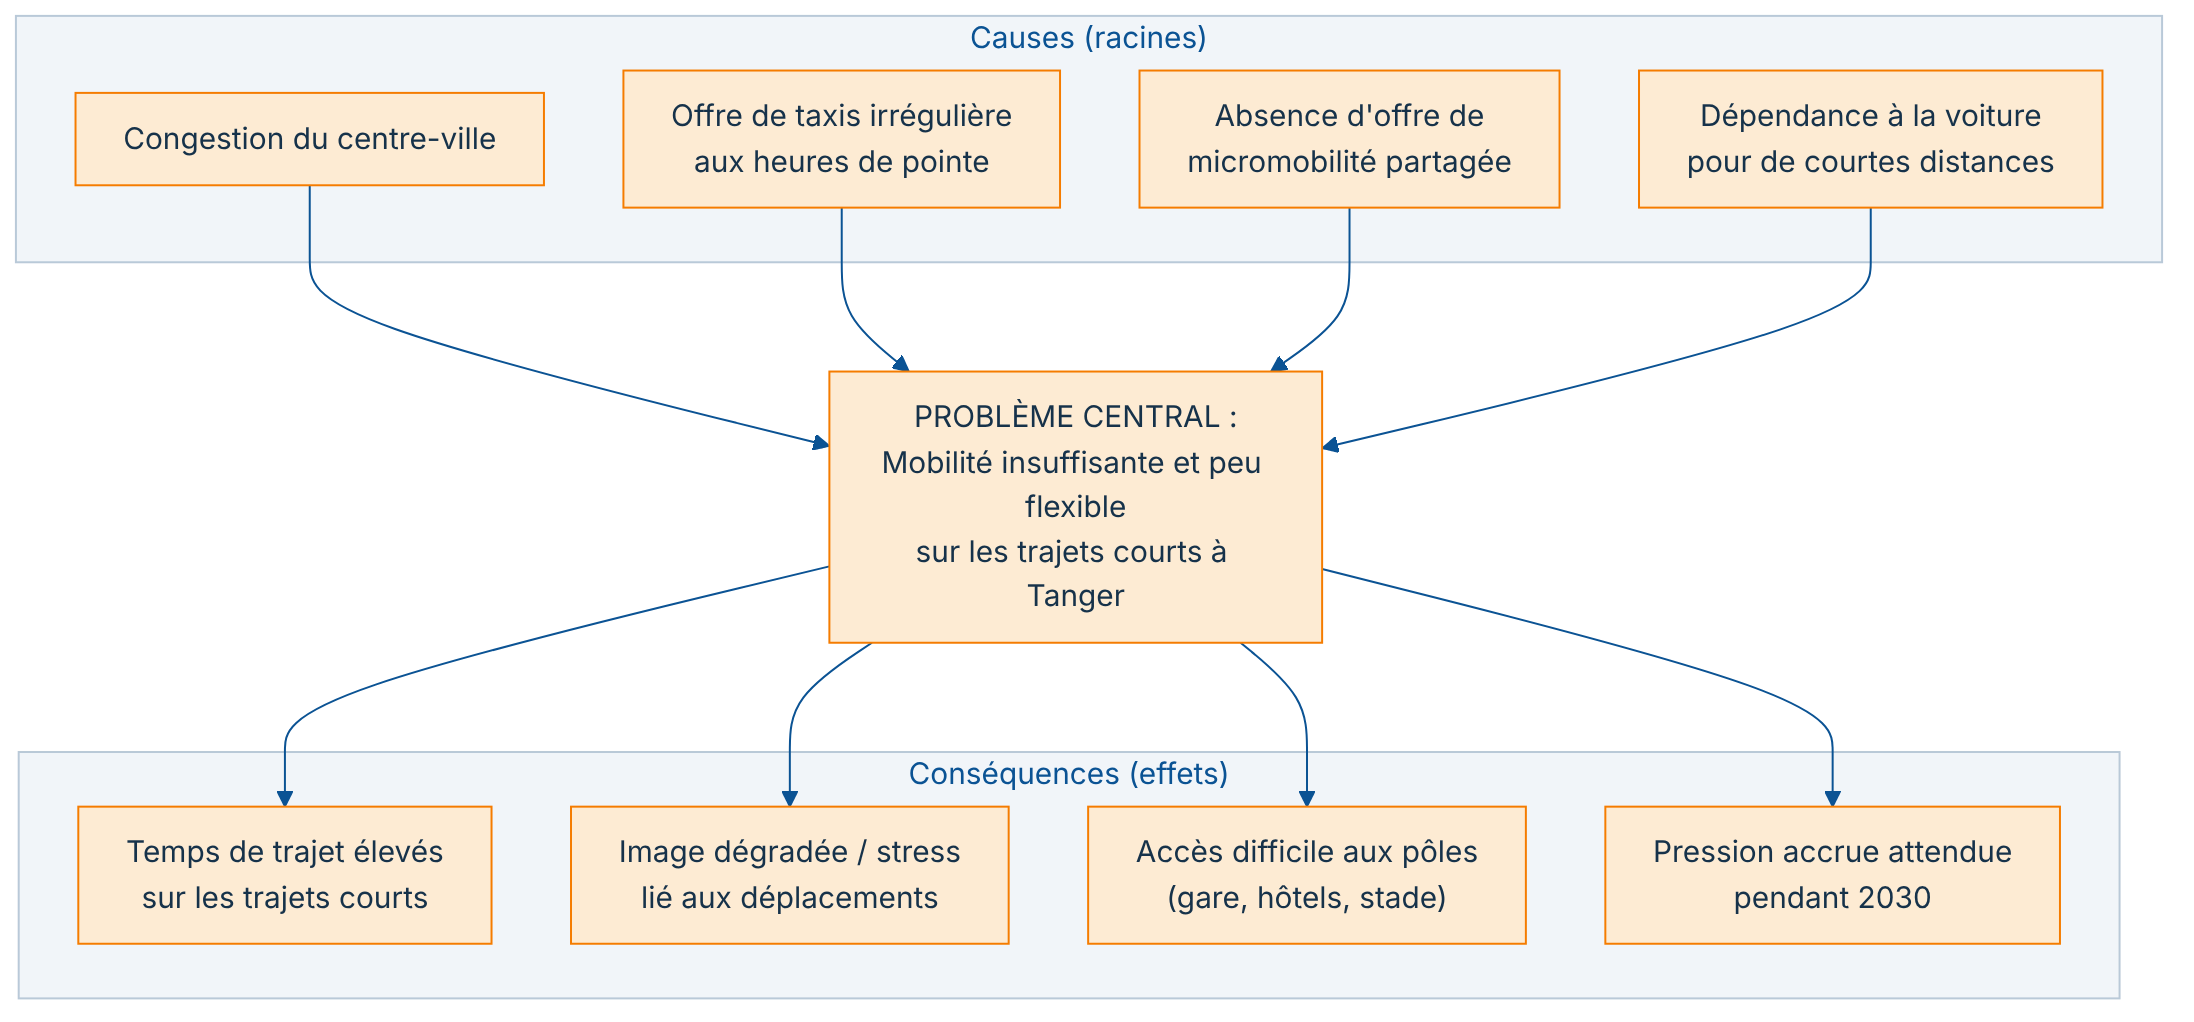 Causes (racines)
Congestion du centre-ville
Offre de taxis irrégulière
aux heures de pointe
Absence d'offre de
micromobilité partagée
Dépendance à la voiture
pour de courtes distances
PROBLÈME CENTRAL :
Mobilité insuffisante et peu
flexible
sur les trajets courts à
Tanger
Conséquences (effets)
Temps de trajet élevés
sur les trajets courts
Image dégradée / stress
lié aux déplacements
Accès difficile aux pôles
(gare, hôtels, stade)
Pression accrue attendue
pendant 2030